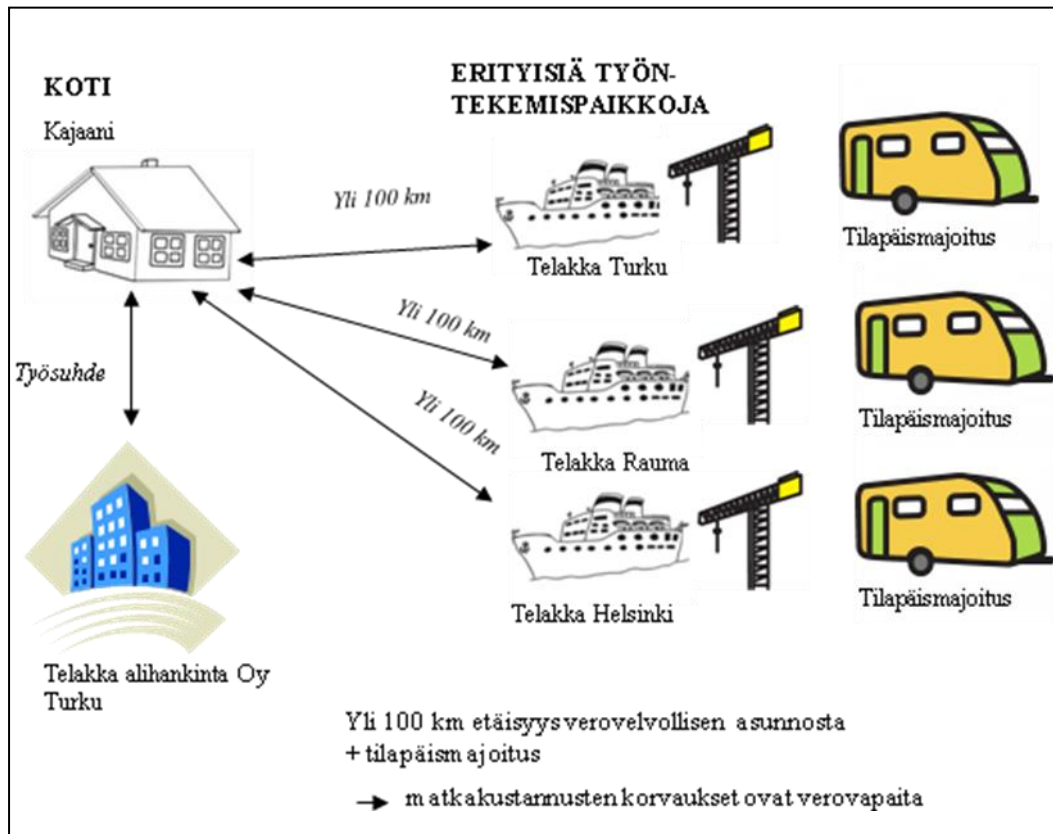 KOTI
Kajaani
ERITYISIÄ TYÖN-
TEKEMISPAIKKOJA
Yli 100 km
Telakka Turku
Tilapäismajoitus
Yli 100 km
Telakka Rauma
Tilapäismajoitus
Yli 100 km
Telakka Helsinki
Tilapäismajoitus
Työsuhde
Telakka alihankinta Oy
Turku
Yli 100 km etäisyys verovelvollisen asunnosta
+ tilapäismajoitus
matkakustannusten korvaukset ovat verovapaita